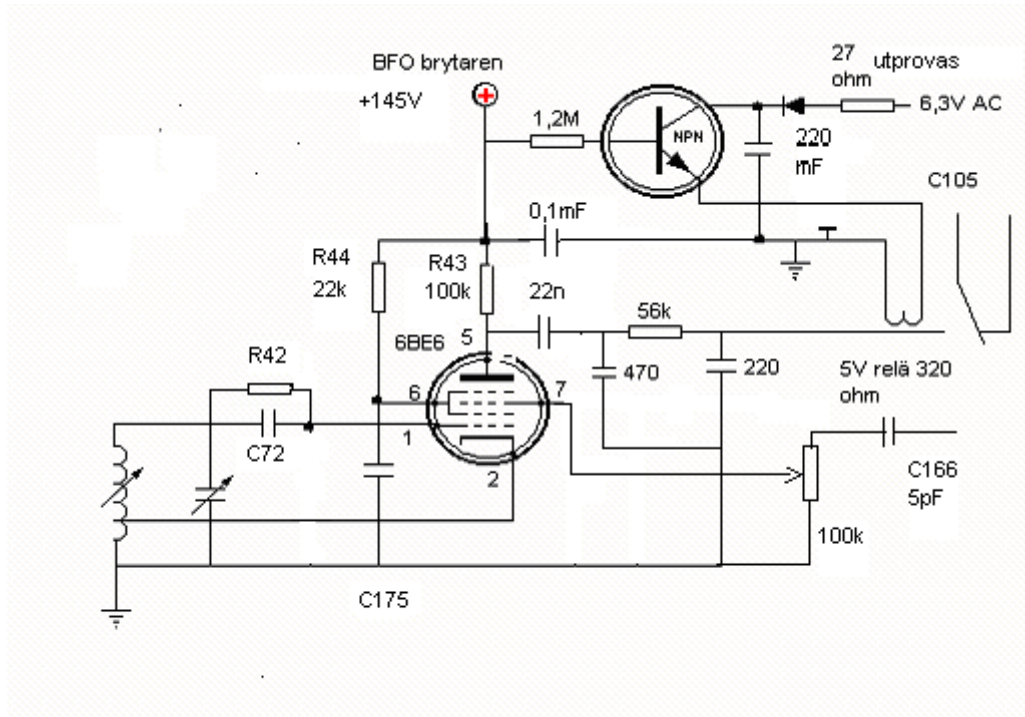 BFO brytaren
+145V
27
ohm
utprovas
6,3V AC
1,2M
NPN
220
mF
C105
0,1mF
R44
22k
R43
100k
22n
56k
5
6BE6
R42
470
220
5V relä 320
ohm
6
7
1
C72
2
C166
5pF
100k
C175